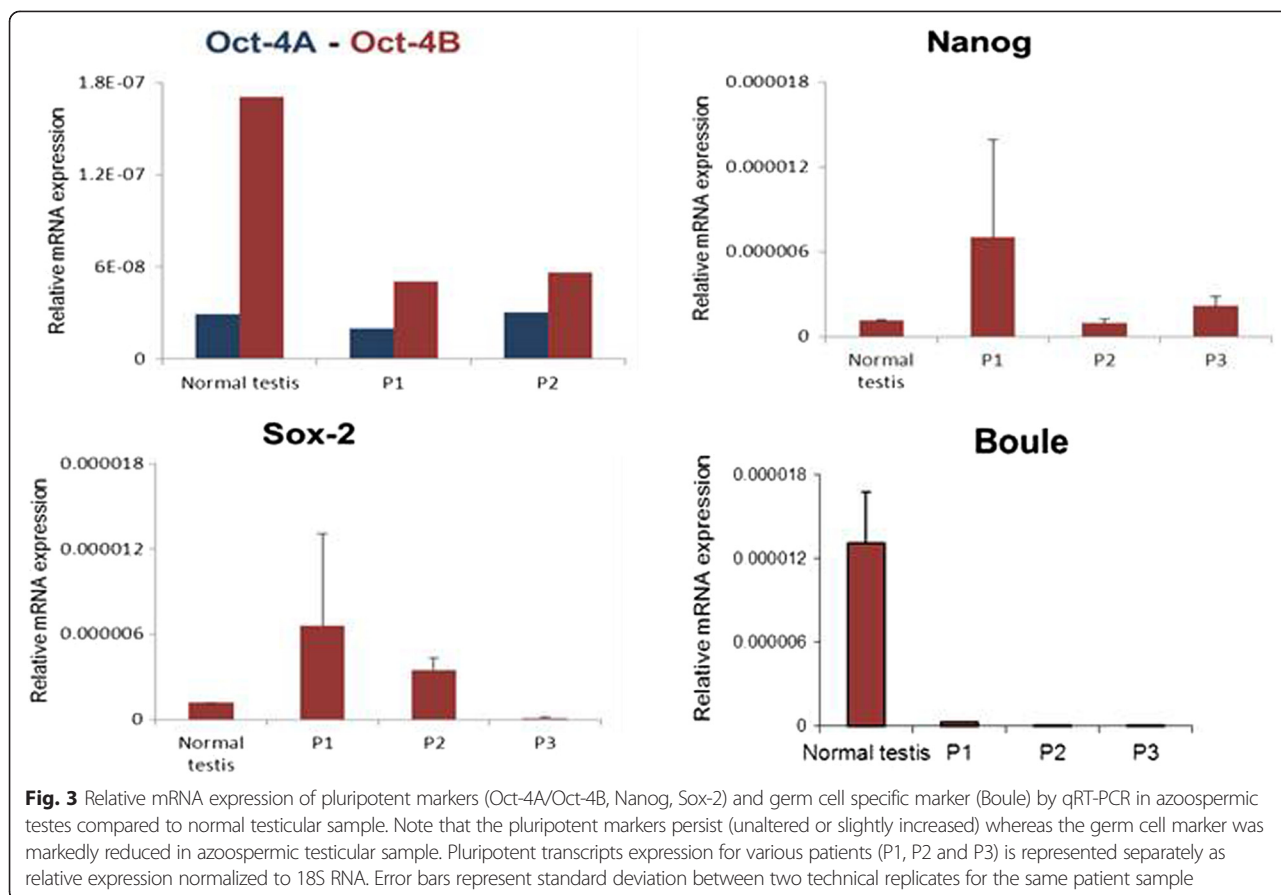 Oct-4A - Oct-4B
Relative mRNA expression
1.8E-07
1.2E-07
6E-08
0
Normal testis P1 P2
Nanog
Relative mRNA expression
0.000018
0.000012
0.000006
0
Normal testis P1 P2 P3
Sox-2
Relative mRNA expression
0.000018
0.000012
0.000006
0
Normal testis P1 P2 P3
Boule
Relative mRNA expression
0.000018
0.000012
0.000006
0
Normal testis P1 P2 P3
Fig. 3 Relative mRNA expression of pluripotent markers (Oct-4A/Oct-4B, Nanog, Sox-2) and germ cell specific marker (Boule) by qRT-PCR in azoospermic
testes compared to normal testicular sample. Note that the pluripotent markers persist (unaltered or slightly increased) whereas the germ cell marker was
markedly reduced in azoospermic testicular sample. Pluripotent transcripts expression for various patients (P1, P2 and P3) is represented separately as
relative expression normalized to 18S RNA. Error bars represent standard deviation between two technical replicates for the same patient sample